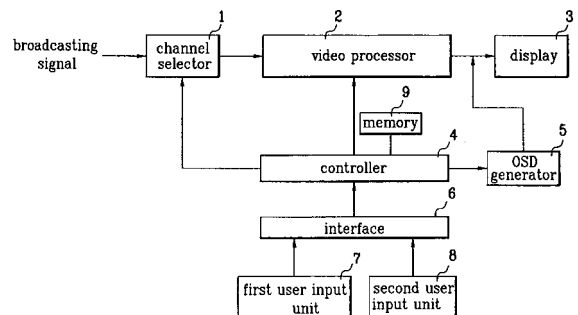 1
2
3
broadcasting
signal
channel
selector
video processor
display
9
memory
4
controller
5
OSD
generator
6
interface
7
8
first user input
unit
second user
input unit